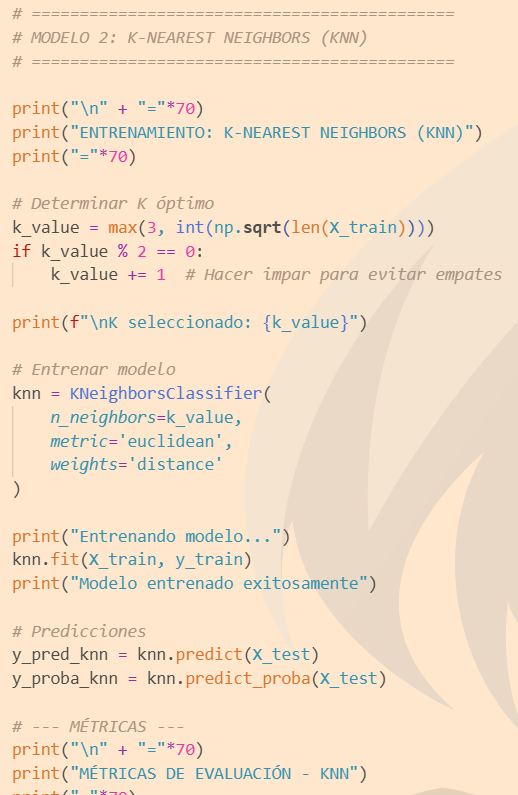 # ============================================
# MODELO 2: K-NEAREST NEIGHBORS (KNN)
# ============================================
print("\n" + "="*70)
print("ENTRENAMIENTO: K-NEAREST NEIGHBORS (KNN)")
print("="*70)
# Determinar K óptimo
k_value = max(3, int(np.sqrt(len(X_train))))
if k_value % 2 == 0:
    k_value += 1  # Hacer impar para evitar empates
print(f"\nK seleccionado: {k_value}")
# Entrenar modelo
knn = KNeighborsClassifier(
    n_neighbors=k_value,
    metric='euclidean',
    weights='distance'
)
print("Entrenando modelo...")
knn.fit(X_train, y_train)
print("Modelo entrenado exitosamente")
# Predicciones
y_pred_knn = knn.predict(X_test)
y_proba_knn = knn.predict_proba(X_test)
# --- MÉTRICAS ---
print("\n" + "="*70)
print("MÉTRICAS DE EVALUACIÓN - KNN")
print("="*70)